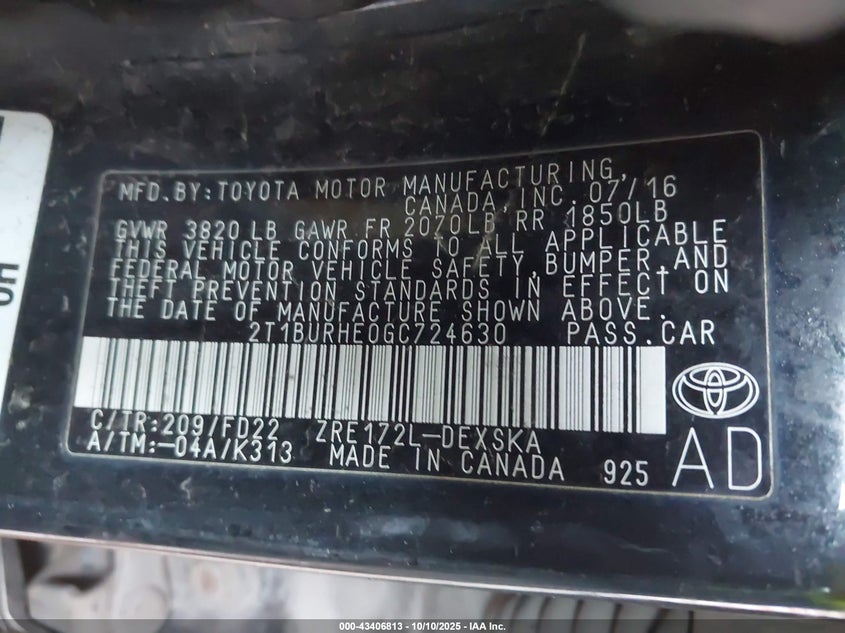 MFD.BY:TOYOTA MOTOR MANUFACTURING,
CANADA,INC. 07/16
GVWR 3820 LB GAWR FR 2070LB RR 1850LB
THIS VEHICLE CONFORMS TO ALL APPLICABLE
FEDERAL MOTOR VEHICLE SAFETY,BUMPER,AND
THEFT PREVENTION STANDARDS IN EFFECT ON
THE DATE OF MANUFACTURE SHOWN ABOVE.
2T1BURHE0GC724630 PASS.CAR
C/TR:209/FD22 ZRE172L-DEXSKA
A/TM:-04A/K313 MADE IN CANADA 925 AD
000-43406813 - 10/10/2025 - IAA Inc.